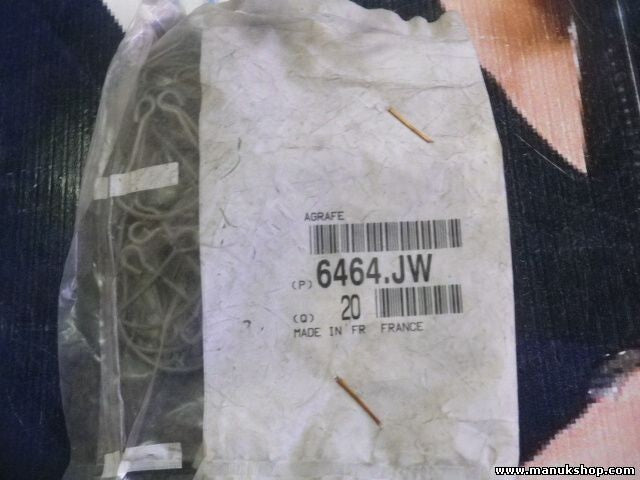 AGRAFE
(P) 6464.JW
(Q) 20
MADE IN FR FRANCE
www.manukshop.com